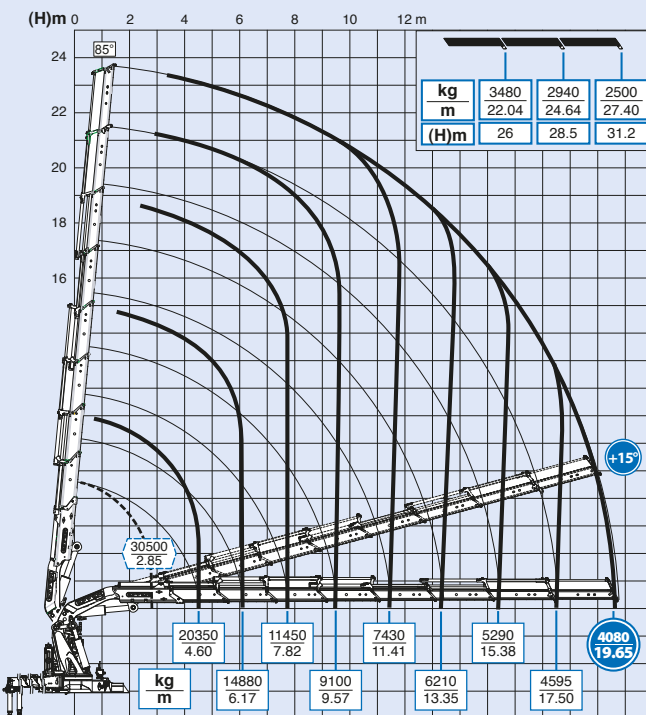 (H)m 0 2 4 6 8 10 12 m
24
85°
kg 3480 2940 2500
m 22.04 24.64 27.40
(H)m 26 28.5 31.2
22
20
18
16
+15°
30500
2.85
20350 11450 7430 5290 4080
4.60 7.82 11.41 15.38 19.65
kg 14880 9100 6210 4595
m 6.17 9.57 13.35 17.50